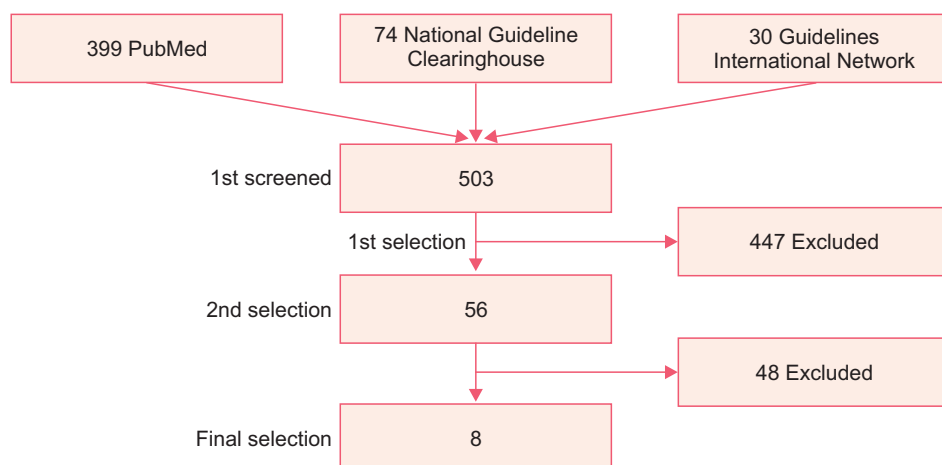 399 PubMed
74 National Guideline
Clearinghouse
30 Guidelines
International Network
1st screened
503
1st selection
447 Excluded
2nd selection
56
48 Excluded
Final selection
8